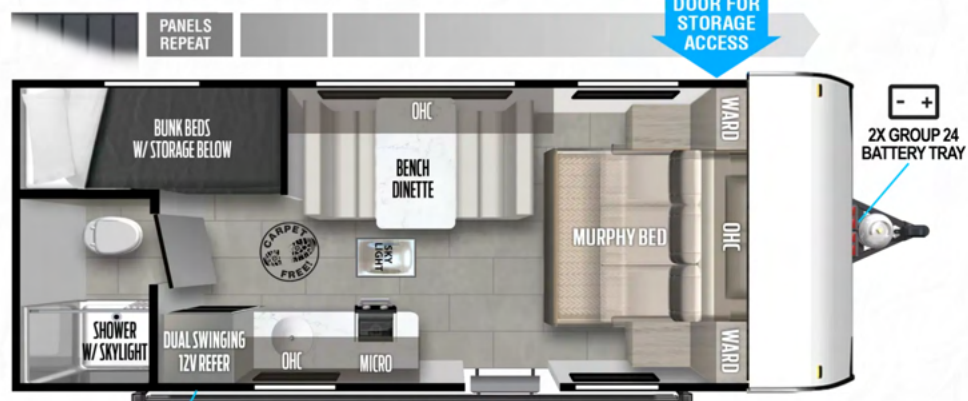 PANELS
REPEAT
DOOR FOR
STORAGE
ACCESS
- +
2X GROUP 24
BATTERY TRAY
BUNK BEDS
W/ STORAGE BELOW
OHC
BENCH
DINETTE
WARD
MURPHY BED
OHC
CARPET
FREE!
SKY
LIGHT
SHOWER
W/ SKYLIGHT
DUAL SWINGING
12V REFER
OHC
MICRO
WARD